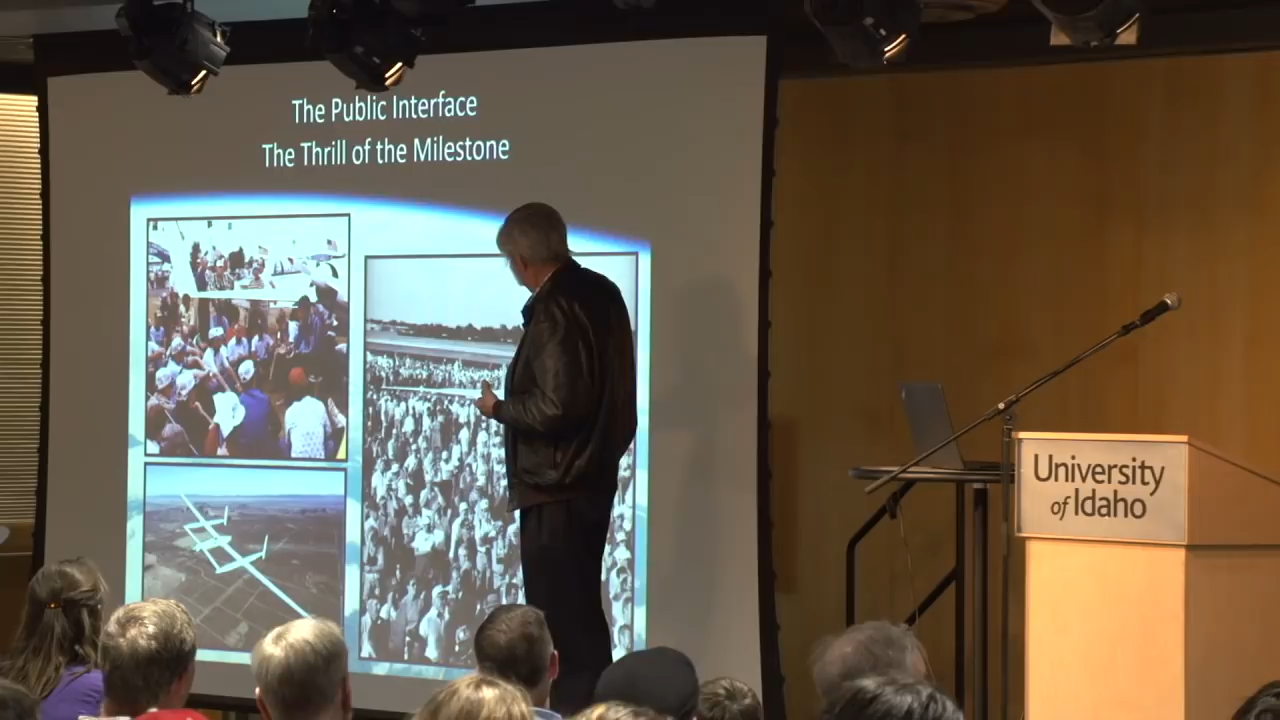 The Public Interface
The Thrill of the Milestone
University
of Idaho